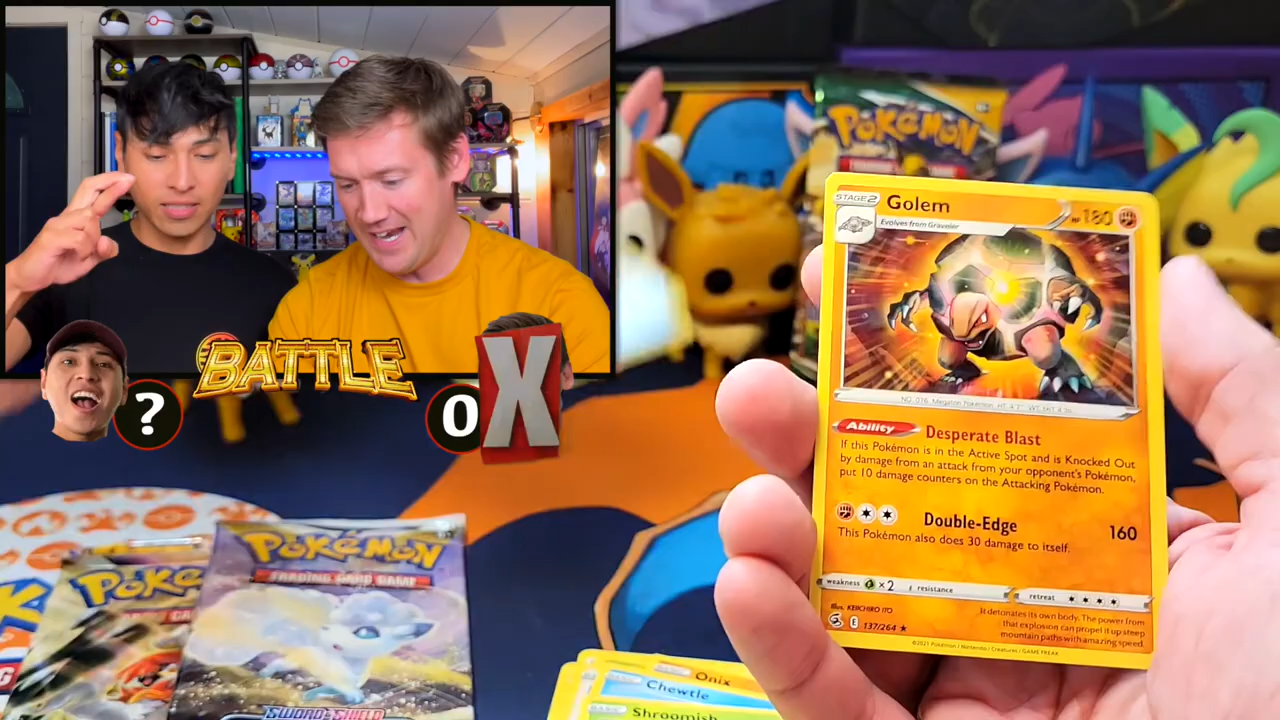 BATTLE
?
0
X
POKÉMON
STAGE 2
Golem
HP 180
Evolves from Graveler
NO. 076 Megaton Pokémon HT: 4'7" WT: 661.4 lbs.
Ability
Desperate Blast
If this Pokémon is in the Active Spot and is Knocked Out
by damage from an attack from your opponent's Pokémon,
put 10 damage counters on the Attacking Pokémon.
Double-Edge
160
This Pokémon also does 30 damage to itself.
weakness
×2
resistance
retreat
Illus. KEIICHIRO ITO
E
137/264 ★
It detonates its own body. The power from
that explosion can propel it up steep
mountain paths with amazing speed.
©2021 Pokémon / Nintendo / Creatures / GAME FREAK
POKÉMON
TRADING CARD GAME
SWORD & SHIELD
POKÉ
Onix
Chewtle
BASIC
Shroomish